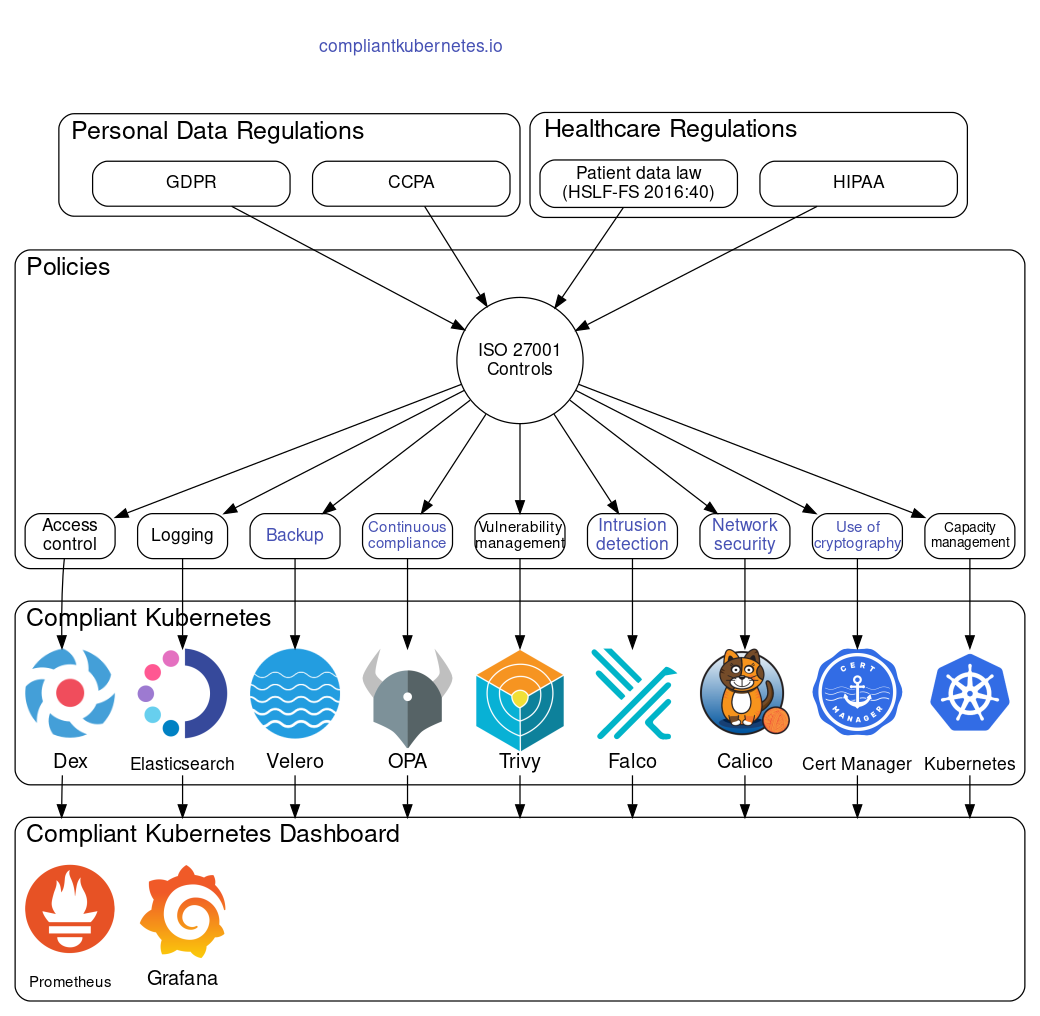 compliantkubernetes.io
Personal Data Regulations
GDPR
CCPA
Healthcare Regulations
Patient data law
(HSLF-FS 2016:40)
HIPAA
Policies
ISO 27001
Controls
Access
control
Logging
Backup
Continuous
compliance
Vulnerability
management
Intrusion
detection
Network
security
Use of
cryptography
Capacity
management
Compliant Kubernetes
CERT
MANAGER
Dex
Elasticsearch
Velero
OPA
Trivy
Falco
Calico
Cert Manager
Kubernetes
Compliant Kubernetes Dashboard
Prometheus
Grafana